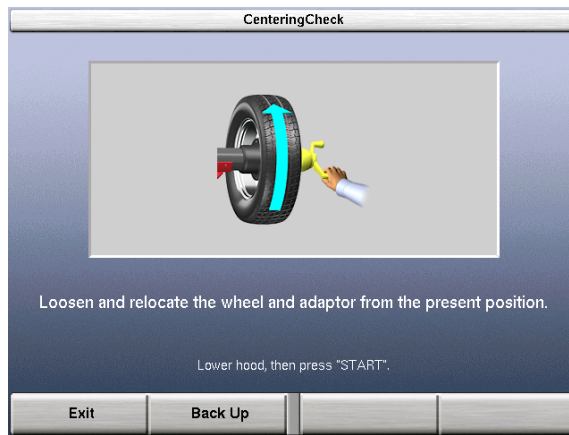 CenteringCheck
Loosen and relocate the wheel and adaptor from the present position.
Lower hood, then press "START".
Exit
Back Up